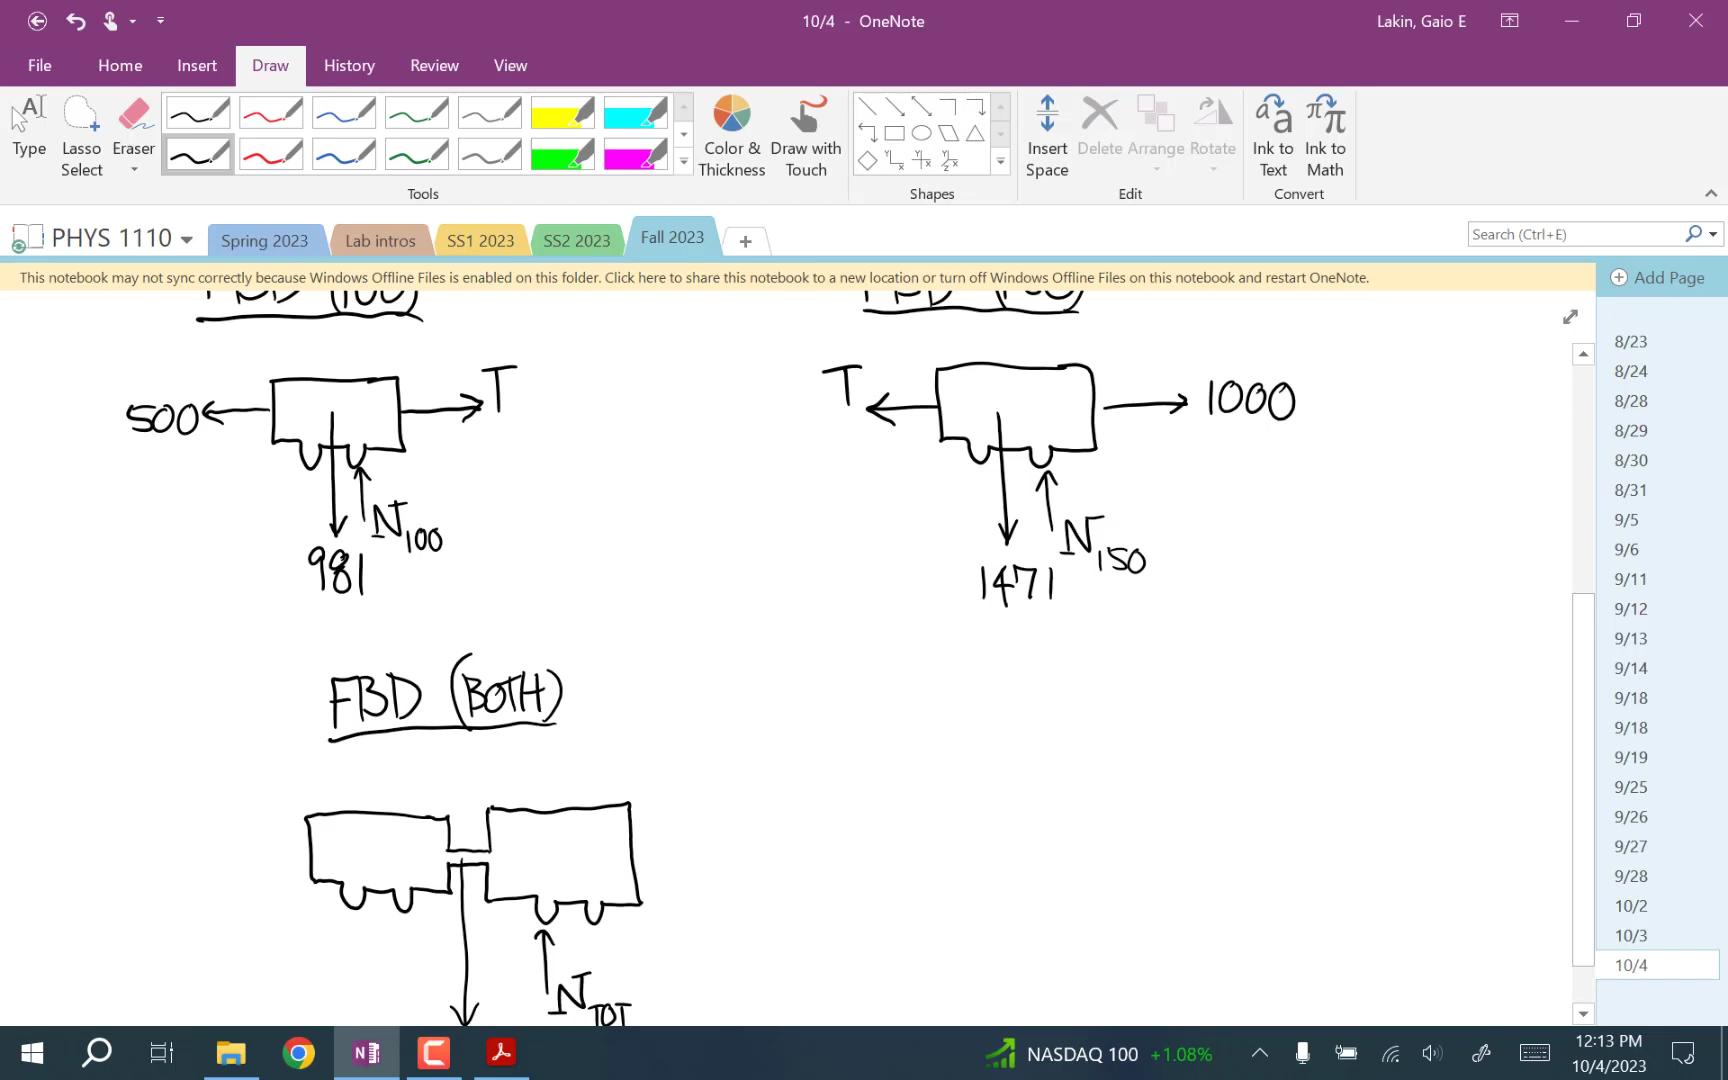 10/4 - OneNote
Lakin, Gaio E
File Home Insert Draw History Review View
Type
Lasso Select
Eraser
Color & Thickness
Draw with Touch
Insert Space
Delete
Arrange
Rotate
Ink to Text
Ink to Math
Tools
Shapes
Edit
Convert
PHYS 1110
Spring 2023
Lab intros
SS1 2023
SS2 2023
Fall 2023
Search (Ctrl+E)
This notebook may not sync correctly because Windows Offline Files is enabled on this folder. Click here to share this notebook to a new location or turn off Windows Offline Files on this notebook and restart OneNote.
Add Page
8/23
8/24
8/28
8/29
8/30
8/31
9/5
9/6
9/11
9/12
9/13
9/14
9/18
9/18
9/19
9/25
9/26
9/27
9/28
10/2
10/3
10/4
500
T
N100
981
T
1000
N150
1471
FBD (BOTH)
NTOT
NASDAQ 100 +1.08%
12:13 PM
10/4/2023